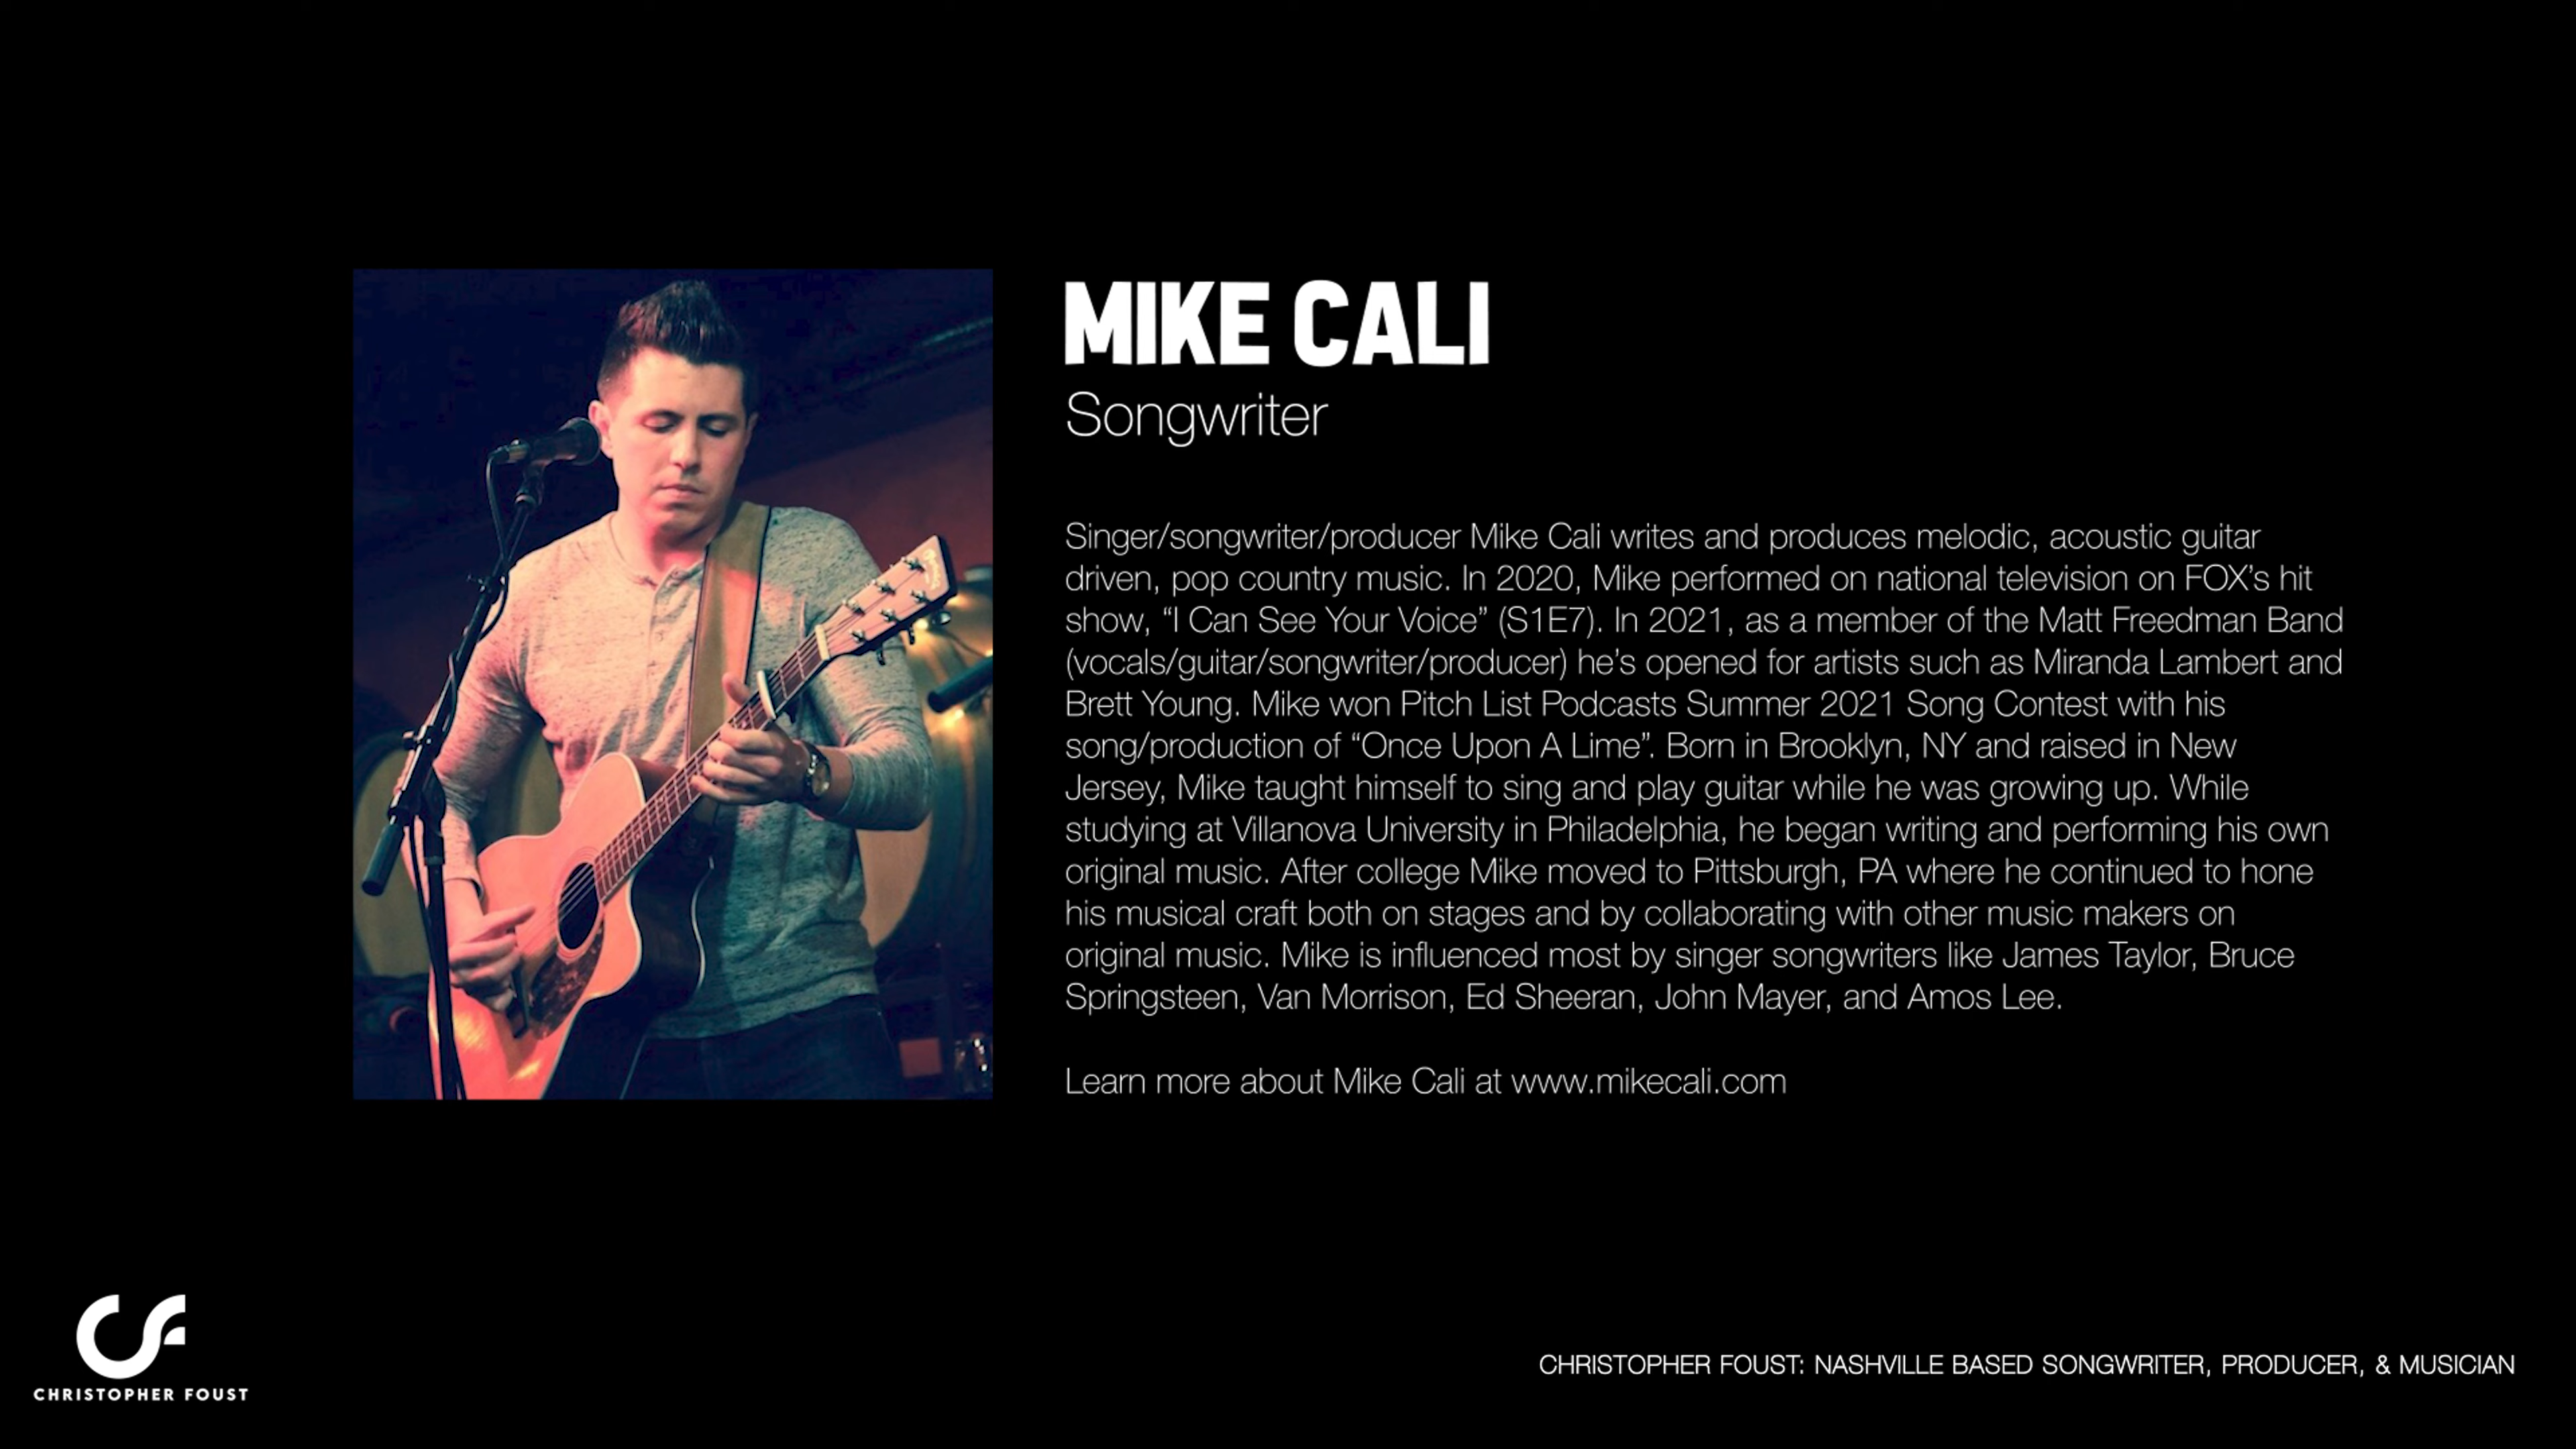 MIKE CALI
Songwriter
Singer/songwriter/producer Mike Cali writes and produces melodic, acoustic guitar
driven, pop country music. In 2020, Mike performed on national television on FOX’s hit
show, “I Can See Your Voice” (S1E7). In 2021, as a member of the Matt Freedman Band
(vocals/guitar/songwriter/producer) he’s opened for artists such as Miranda Lambert and
Brett Young. Mike won Pitch List Podcasts Summer 2021 Song Contest with his
song/production of “Once Upon A Lime”. Born in Brooklyn, NY and raised in New
Jersey, Mike taught himself to sing and play guitar while he was growing up. While
studying at Villanova University in Philadelphia, he began writing and performing his own
original music. After college Mike moved to Pittsburgh, PA where he continued to hone
his musical craft both on stages and by collaborating with other music makers on
original music. Mike is influenced most by singer songwriters like James Taylor, Bruce
Springsteen, Van Morrison, Ed Sheeran, John Mayer, and Amos Lee.
Learn more about Mike Cali at www.mikecali.com
CF
CHRISTOPHER FOUST
CHRISTOPHER FOUST: NASHVILLE BASED SONGWRITER, PRODUCER, & MUSICIAN